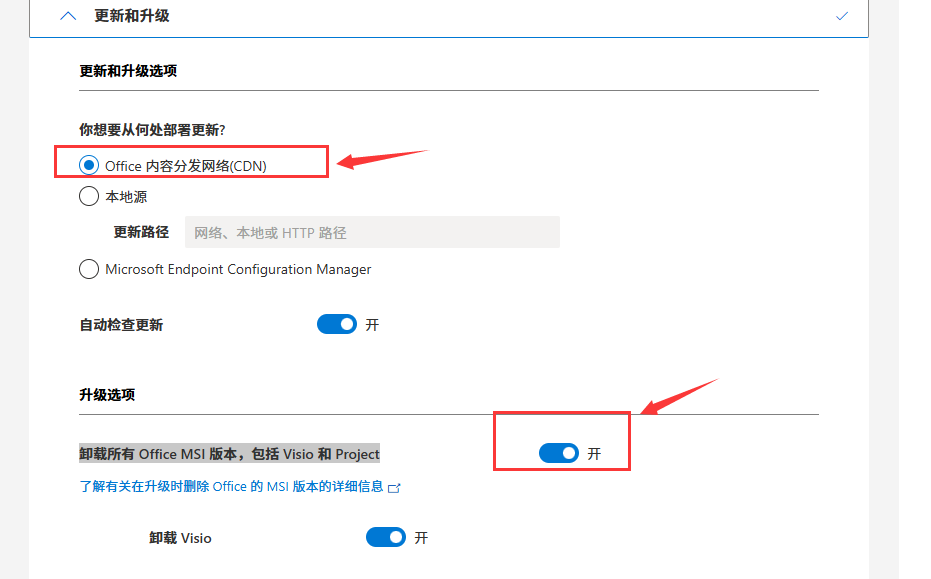 更新和升级
更新和升级选项
你想要从何处部署更新?
Office 内容分发网络(CDN)
本地源
更新路径 网络、本地或 HTTP 路径
Microsoft Endpoint Configuration Manager
自动检查更新 开
升级选项
卸载所有 Office MSI 版本，包括 Visio 和 Project 开
了解有关在升级时删除 Office 的 MSI 版本的详细信息
卸载 Visio 开